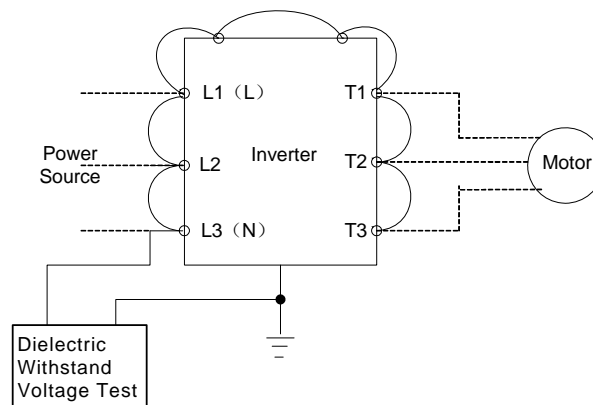 L1（L）
T1
Power
Source
L2
Inverter
T2
Motor
L3（N）
T3
Dielectric
Withstand
Voltage Test